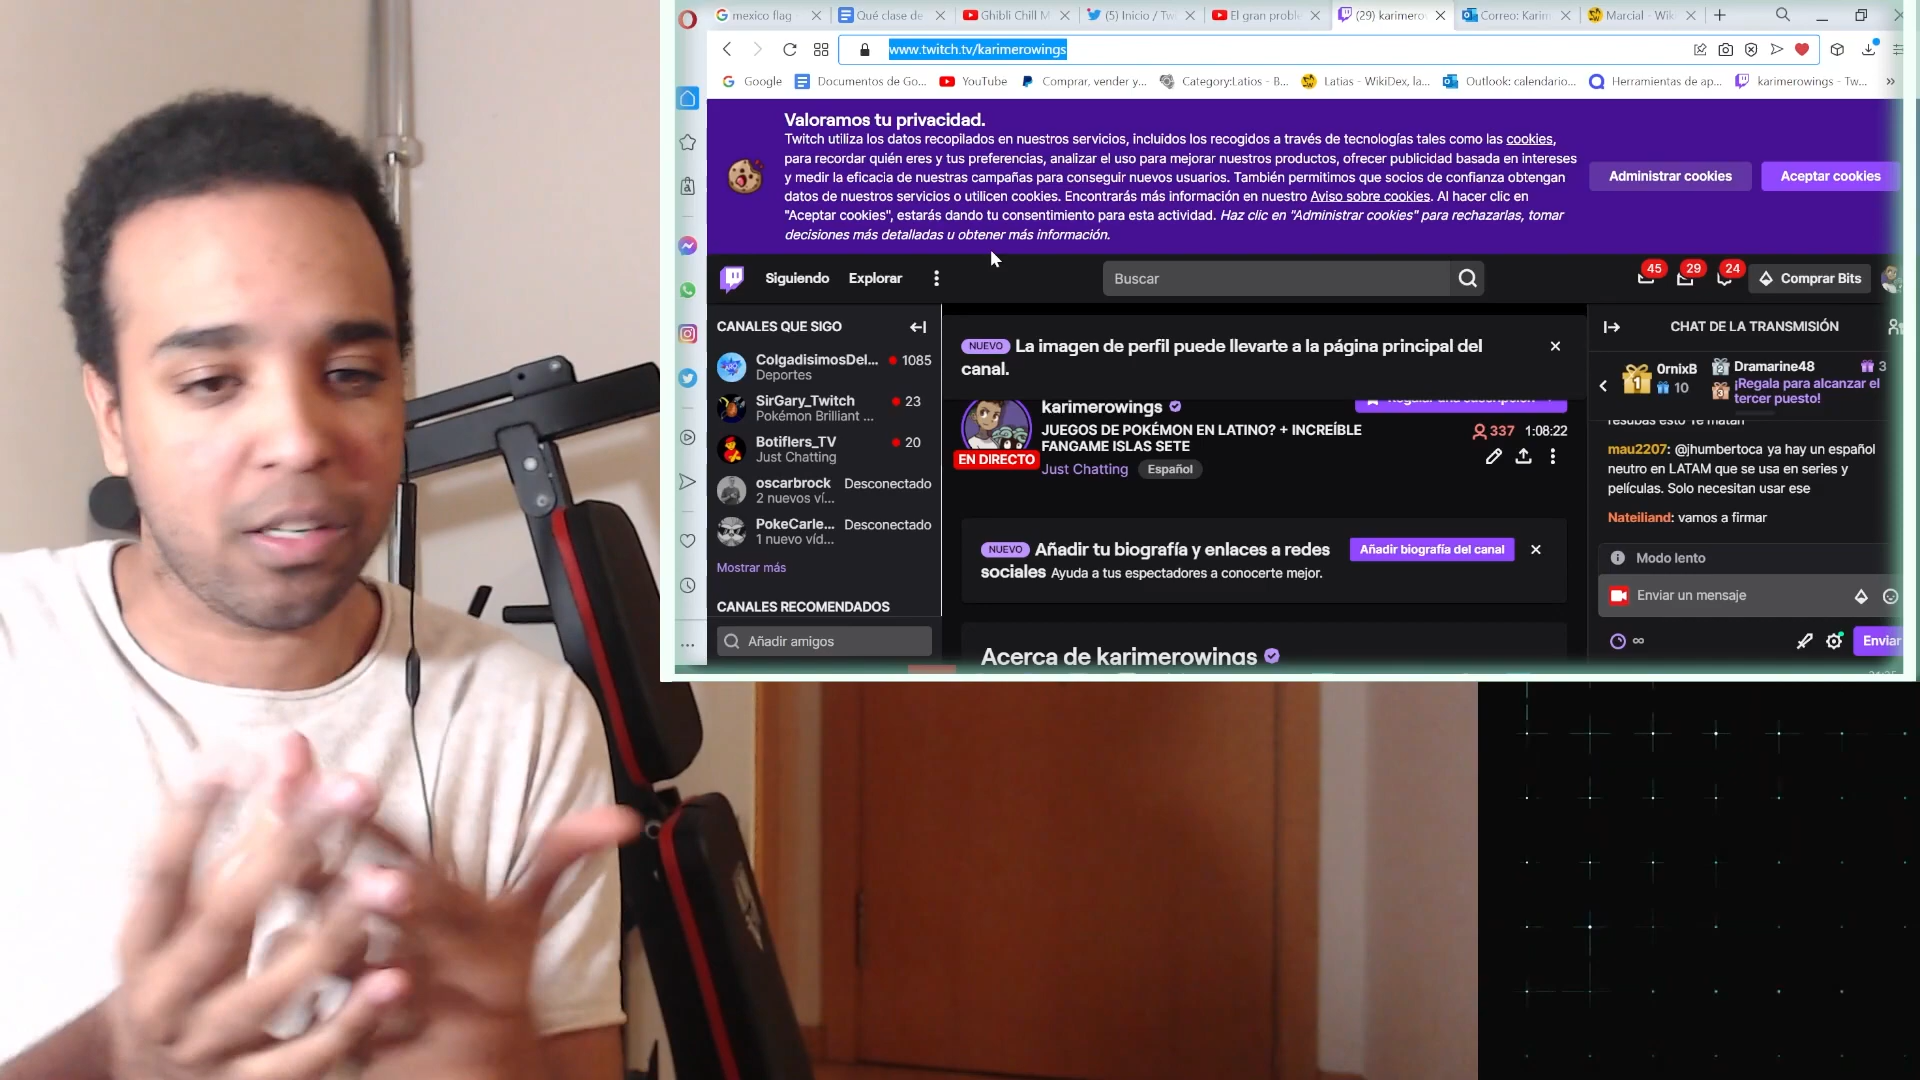 mexico flag
Qué clase de
Ghibli Chill M
(5) Inicio / Tw
El gran proble
(29) karimero
Correo: Karim
Marcial - Wiki
www.twitch.tv/karimerowings
Google
Documentos de Go...
YouTube
Comprar, vender y...
Category:Latios - B...
Latias - WikiDex, la...
Outlook: calendario...
Herramientas de ap...
karimerowings - Tw...
Valoramos tu privacidad.
Twitch utiliza los datos recopilados en nuestros servicios, incluidos los recogidos a través de tecnologías tales como las cookies,
para recordar quién eres y tus preferencias, analizar el uso para mejorar nuestros productos, ofrecer publicidad basada en intereses
y medir la eficacia de nuestras campañas para conseguir nuevos usuarios. También permitimos que socios de confianza obtengan
datos de nuestros servicios o utilicen cookies. Encontrarás más información en nuestro Aviso sobre cookies. Al hacer clic en
"Aceptar cookies", estarás dando tu consentimiento para esta actividad. Haz clic en "Administrar cookies" para rechazarlas, tomar
decisiones más detalladas u obtener más información.
Administrar cookies
Aceptar cookies
Siguiendo
Explorar
Buscar
45
29
24
Comprar Bits
CANALES QUE SIGO
ColgadisimosDel... 1085
Deportes
SirGary_Twitch 23
Pokémon Brilliant ...
Botiflers_TV 20
Just Chatting
oscarbrock Desconectado
2 nuevos ví...
PokeCarle... Desconectado
1 nuevo víd...
Mostrar más
CANALES RECOMENDADOS
Añadir amigos
NUEVO La imagen de perfil puede llevarte a la página principal del
canal.
karimerowings
JUEGOS DE POKÉMON EN LATINO? + INCREÍBLE
FANGAME ISLAS SETE
EN DIRECTO
Just Chatting Español
337 1:08:22
NUEVO Añadir tu biografía y enlaces a redes
sociales Ayuda a tus espectadores a conocerte mejor.
Añadir biografía del canal
Acerca de karimerowings
CHAT DE LA TRANSMISIÓN
1 0rnixB
10
2 Dramarine48 3
3 ¡Regala para alcanzar el
tercer puesto!
resubas esto Te matan
mau2207: @jhumbertoca ya hay un español
neutro en LATAM que se usa en series y
películas. Solo necesitan usar ese
Nateiliand: vamos a firmar
Modo lento
Enviar un mensaje
∞
Enviar